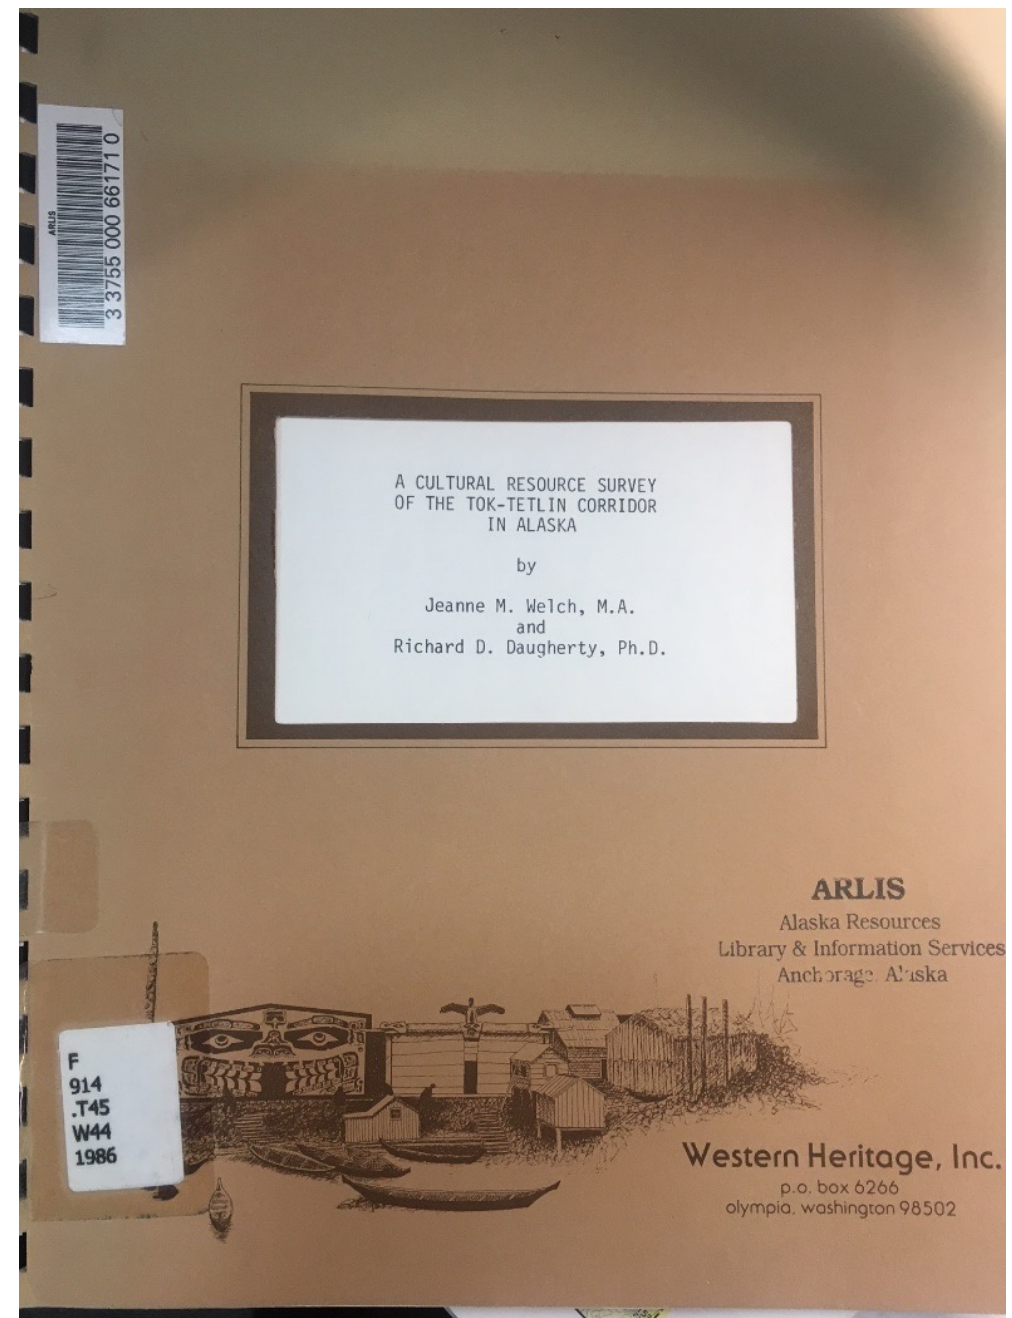 ARLIS
3 3755 000 66171 0
A CULTURAL RESOURCE SURVEY
OF THE TOK-TETLIN CORRIDOR
IN ALASKA
by
Jeanne M. Welch, M.A.
and
Richard D. Daugherty, Ph.D.
ARLIS
Alaska Resources
Library & Information Services
Anchorage, Alaska
F
914
.T45
W44
1986
Western Heritage, Inc.
p.o. box 6266
olympia, washington 98502